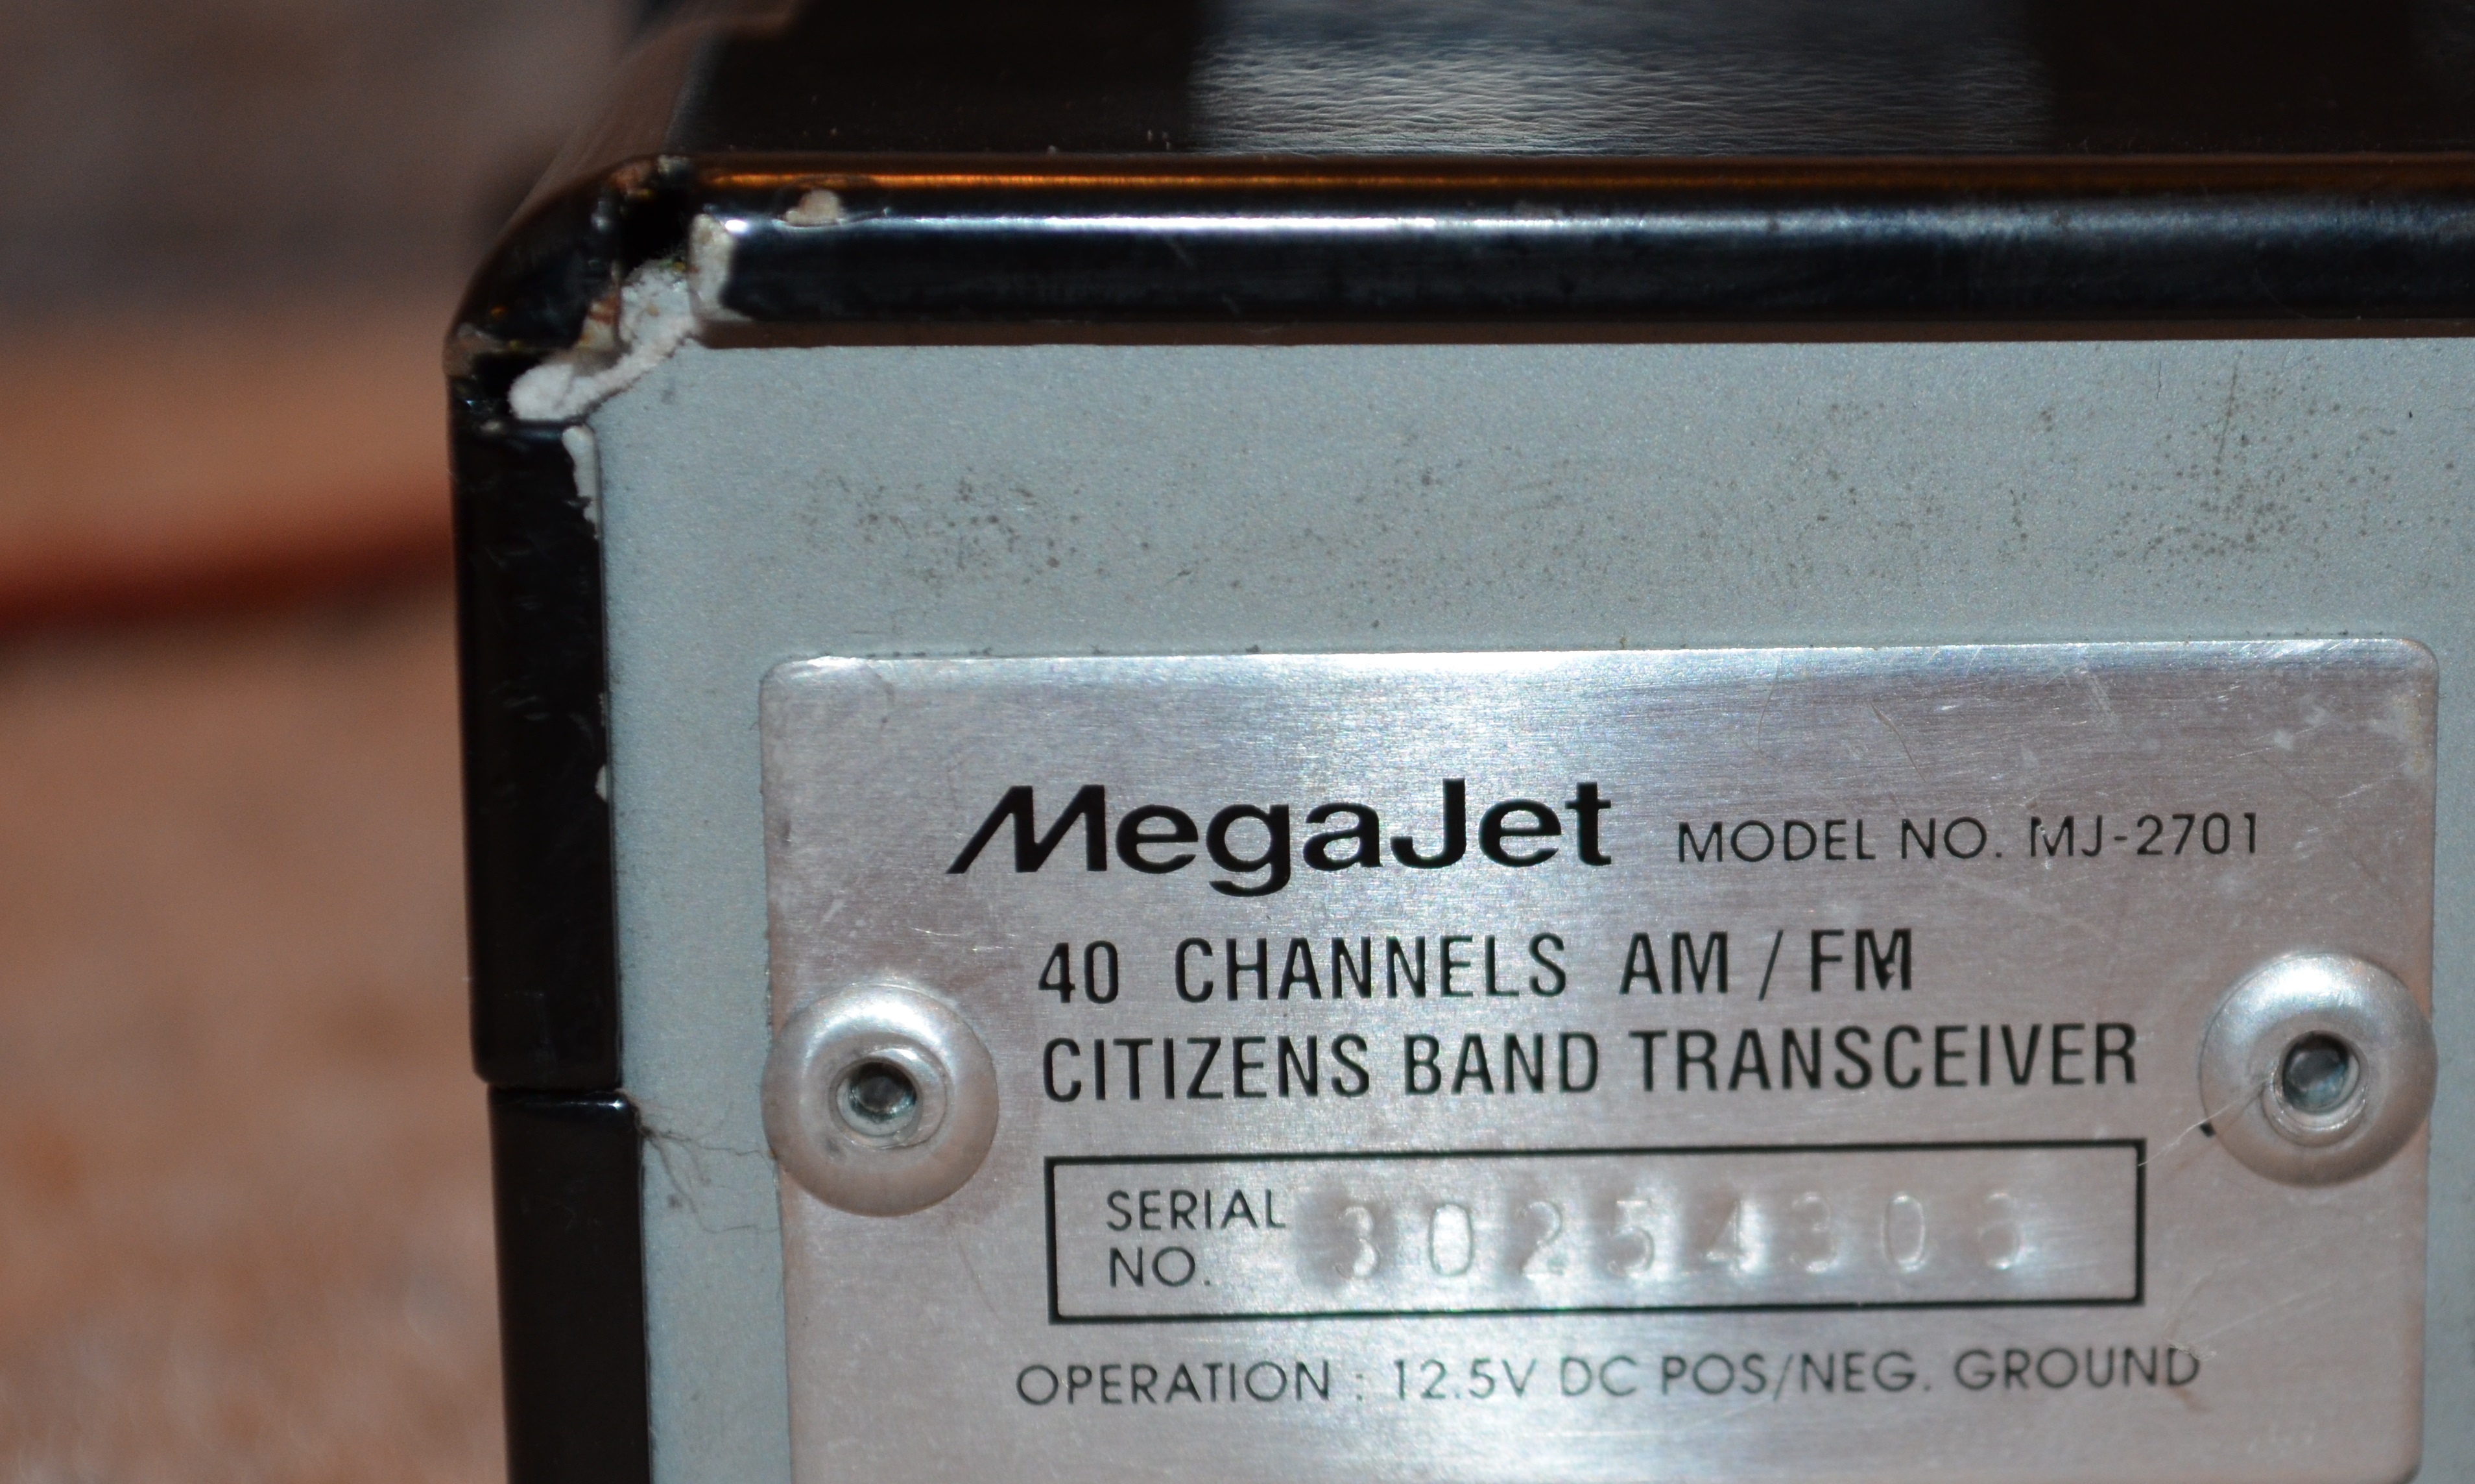 MegaJet MODEL NO. MJ-2701
40 CHANNELS AM / FM
CITIZENS BAND TRANSCEIVER
SERIAL
NO.
OPERATION : 12.5V DC POS/NEG. GROUND